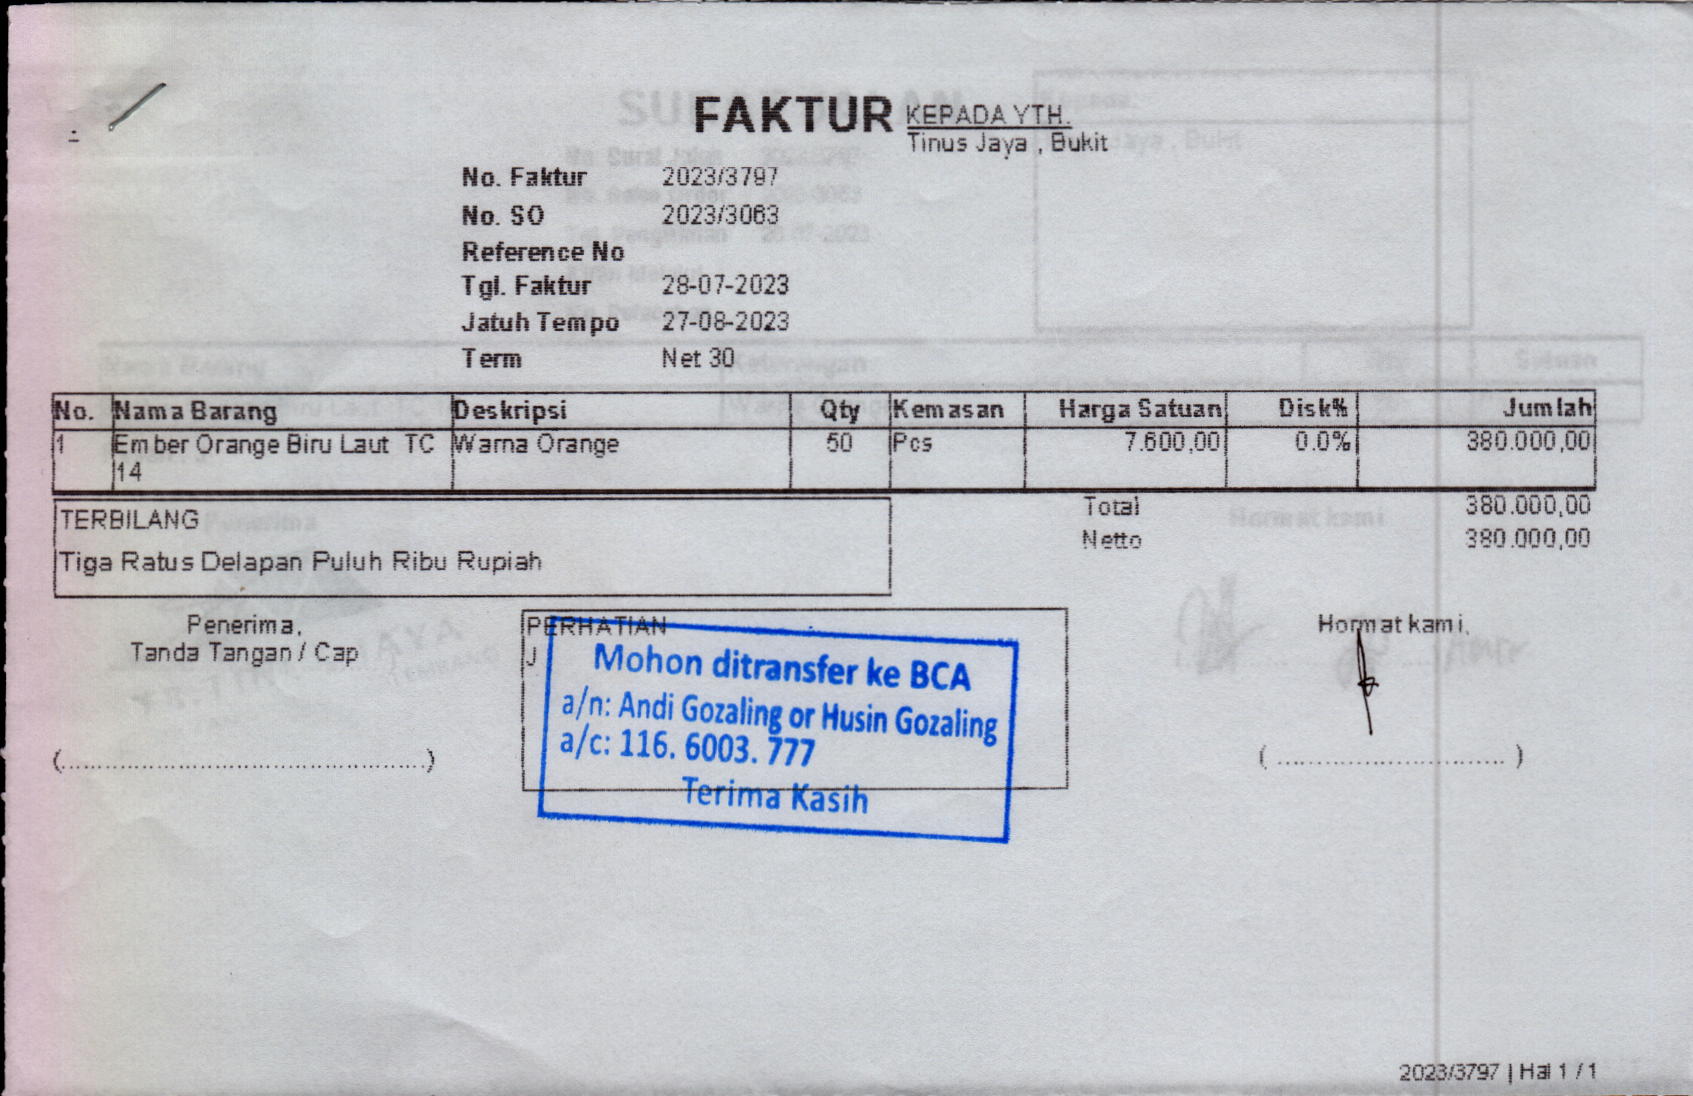 FAKTUR
KEPADA YTH.
Tinus Jaya , Bukit
No. Faktur 2023/3797
No. SO 2023/3063
Reference No
Tgl. Faktur 28-07-2023
Jatuh Tempo 27-08-2023
Term Net 30
No. Nama Barang Deskripsi Qty Kemasan Harga Satuan Disk% Jumlah
1 Ember Orange Biru Laut TC Warna Orange 50 Pcs 7.600,00 0.0% 380.000,00
14
Total 380.000,00
Netto 380.000,00
TERBILANG
Tiga Ratus Delapan Puluh Ribu Rupiah
Penerima,
Tanda Tangan / Cap
(..............................................)
PERHATIAN
J
Mohon ditransfer ke BCA
a/n: Andi Gozaling or Husin Gozaling
a/c: 116. 6003. 777
Terima Kasih
Hormat kami,
( ............................. )
2023/3797 | Hal 1 / 1